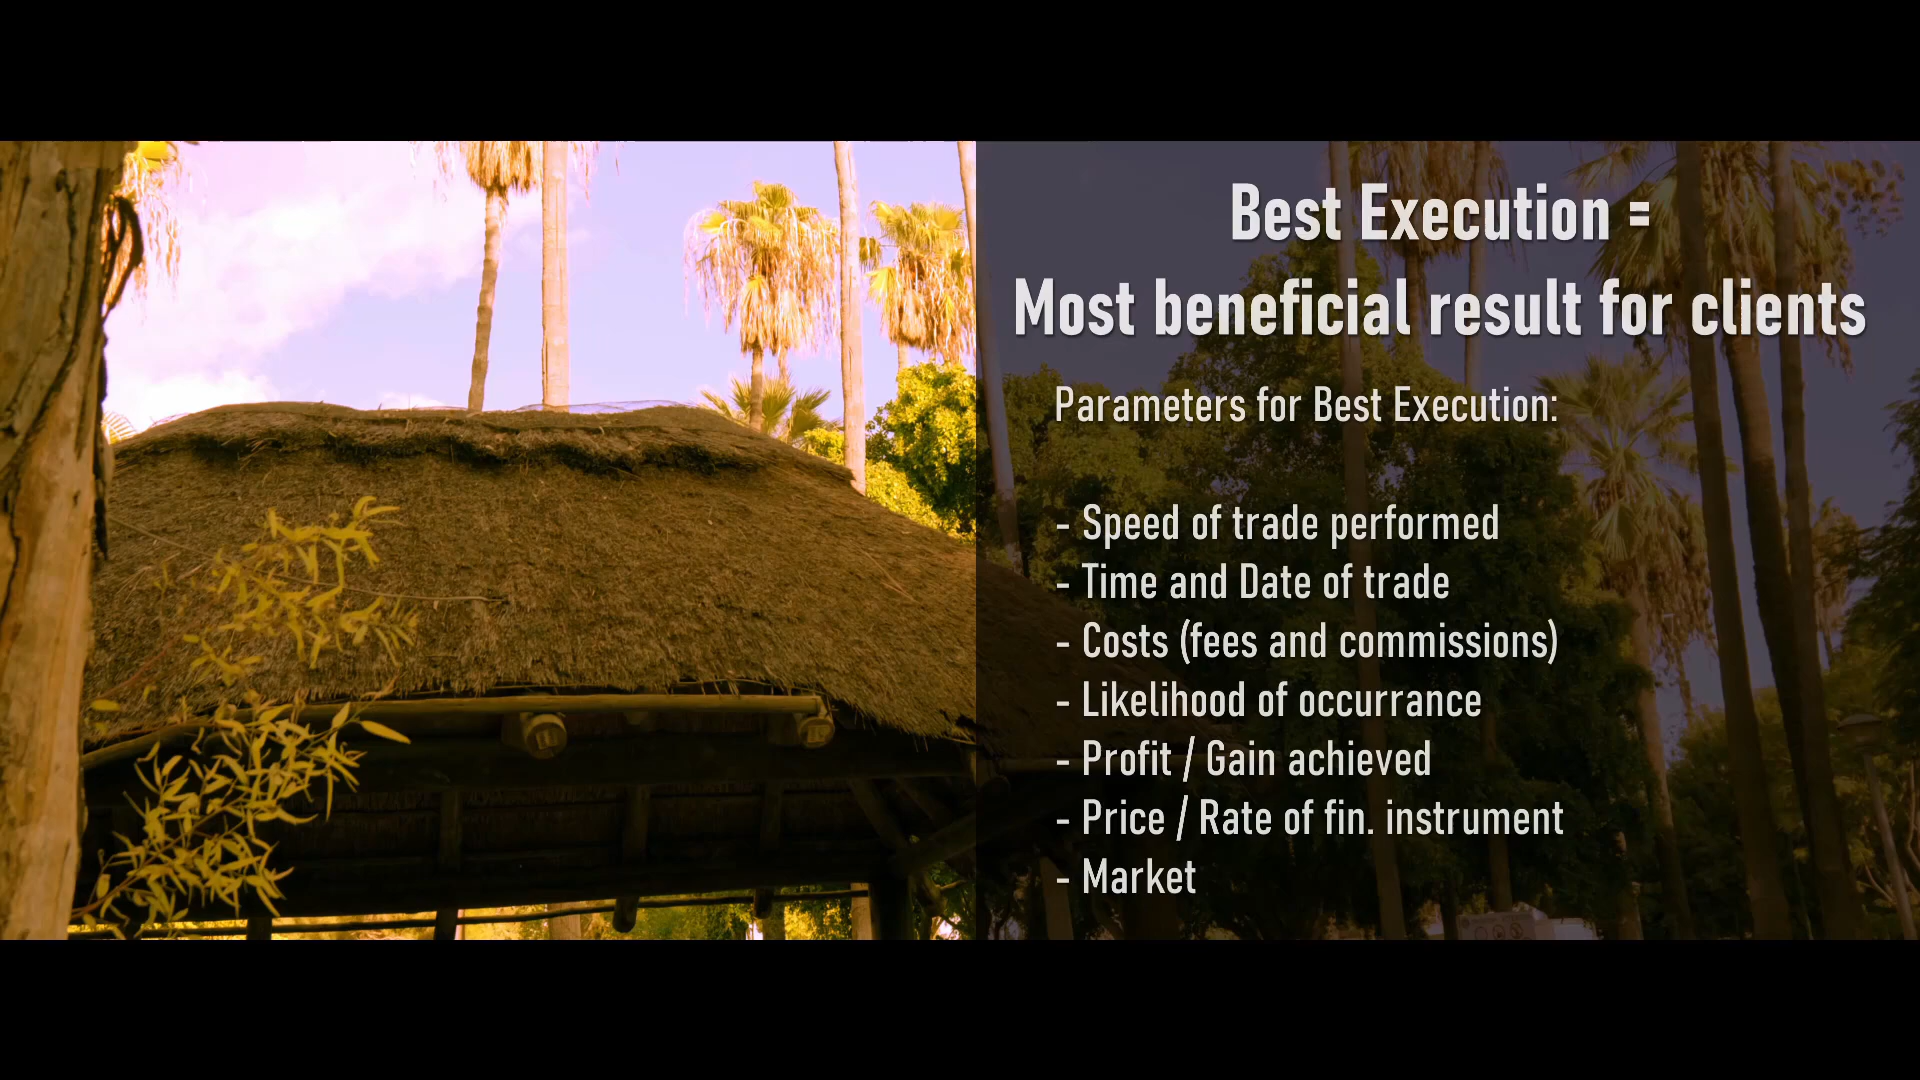 Best Execution =
Most beneficial result for clients
Parameters for Best Execution:
- Speed of trade performed
- Time and Date of trade
- Costs (fees and commissions)
- Likelihood of occurrance
- Profit / Gain achieved
- Price / Rate of fin. instrument
- Market